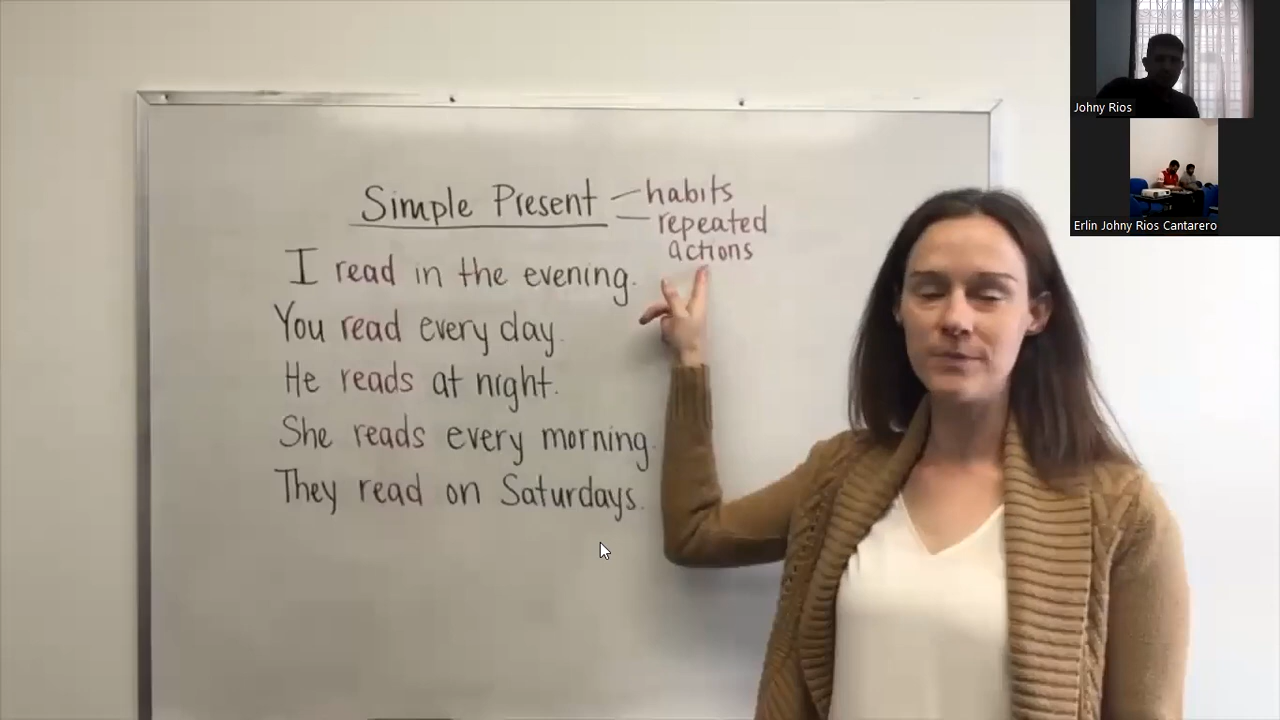 Simple Present — habits
— repeated
actions
I read in the evening.
You read every day.
He reads at night.
She reads every morning.
They read on Saturdays.
Johny Rios
Erlin Johny Rios Cantarero